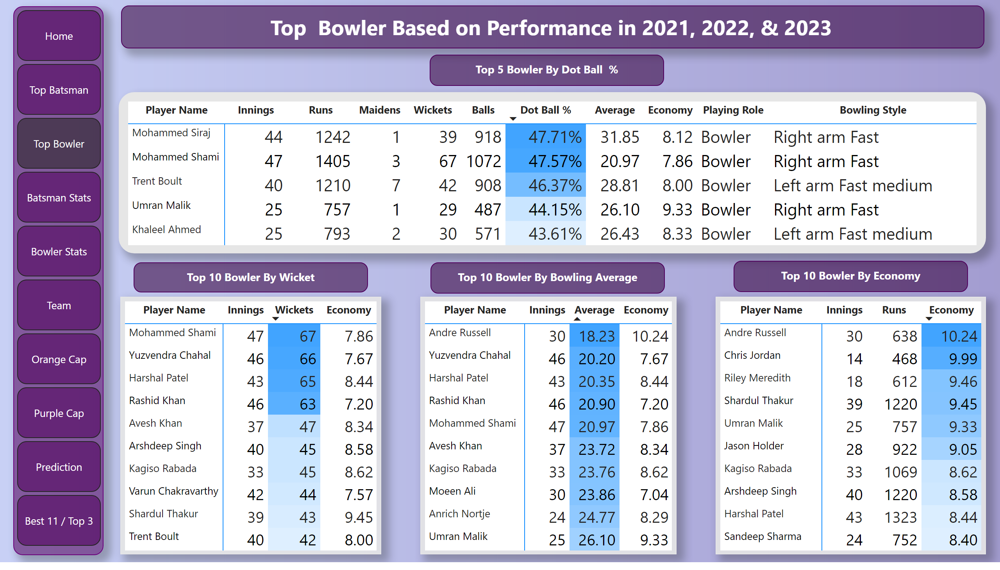 Home
Top Batsman
Top Bowler
Batsman Stats
Bowler Stats
Team
Orange Cap
Purple Cap
Prediction
Best 11 / Top 3
Top Bowler Based on Performance in 2021, 2022, & 2023
Top 5 Bowler By Dot Ball %
Player Name Innings Runs Maidens Wickets Balls Dot Ball % Average Economy Playing Role Bowling Style
Mohammed Siraj 44 1242 1 39 918 47.71% 31.85 8.12 Bowler Right arm Fast
Mohammed Shami 47 1405 3 67 1072 47.57% 20.97 7.86 Bowler Right arm Fast
Trent Boult 40 1210 7 42 908 46.37% 28.81 8.00 Bowler Left arm Fast medium
Umran Malik 25 757 1 29 487 44.15% 26.10 9.33 Bowler Right arm Fast
Khaleel Ahmed 25 793 2 30 571 43.61% 26.43 8.33 Bowler Left arm Fast medium
Top 10 Bowler By Wicket
Player Name Innings Wickets Economy
Mohammed Shami 47 67 7.86
Yuzvendra Chahal 46 66 7.67
Harshal Patel 43 65 8.44
Rashid Khan 46 63 7.20
Avesh Khan 37 47 8.34
Arshdeep Singh 40 45 8.58
Kagiso Rabada 33 45 8.62
Varun Chakravarthy 42 44 7.57
Shardul Thakur 39 43 9.45
Trent Boult 40 42 8.00
Top 10 Bowler By Bowling Average
Player Name Innings Average Economy
Andre Russell 30 18.23 10.24
Yuzvendra Chahal 46 20.20 7.67
Harshal Patel 43 20.35 8.44
Rashid Khan 46 20.90 7.20
Mohammed Shami 47 20.97 7.86
Avesh Khan 37 23.72 8.34
Kagiso Rabada 33 23.76 8.62
Moeen Ali 30 23.86 7.04
Anrich Nortje 24 24.77 8.29
Umran Malik 25 26.10 9.33
Top 10 Bowler By Economy
Player Name Innings Runs Economy
Andre Russell 30 638 10.24
Chris Jordan 14 468 9.99
Riley Meredith 18 612 9.46
Shardul Thakur 39 1220 9.45
Umran Malik 25 757 9.33
Jason Holder 28 922 9.05
Kagiso Rabada 33 1069 8.62
Arshdeep Singh 40 1220 8.58
Harshal Patel 43 1323 8.44
Sandeep Sharma 24 752 8.40